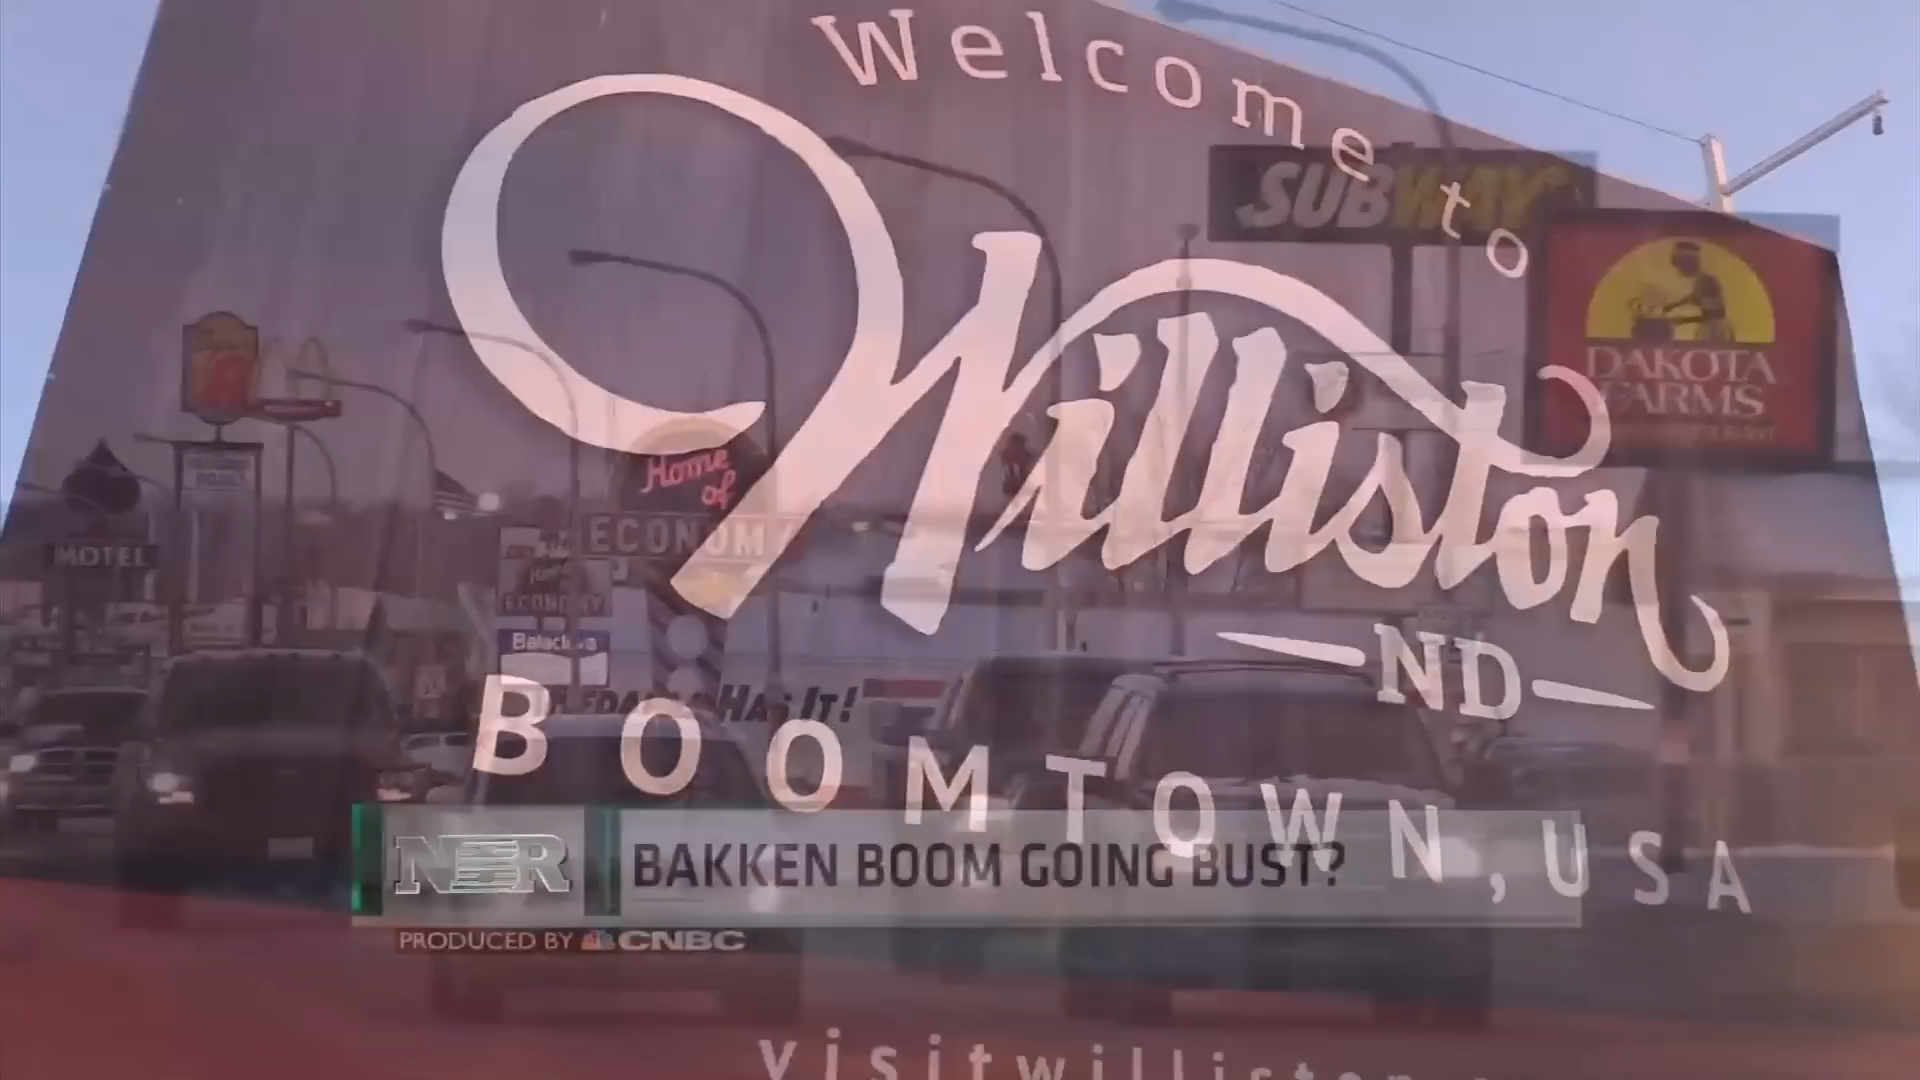 Welcome to
SUBWAY
Williston
DAKOTA
FARMS
Home
of
ECONOM
MOTEL
ECONOMY
ND
HAS IT!
BOOMTOWN, USA
NBR
BAKKEN BOOM GOING BUST?
PRODUCED BY CNBC